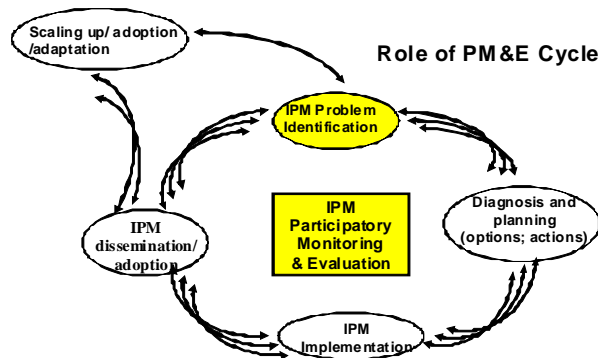 Scaling up/ adoption
/adaptation
Role of PM&E Cycle
IPM Problem
Identification
Diagnosis and
planning
(options; actions)
IPM
Participatory
Monitoring
& Evaluation
IPM
dissemination/
adoption
IPM
Implementation